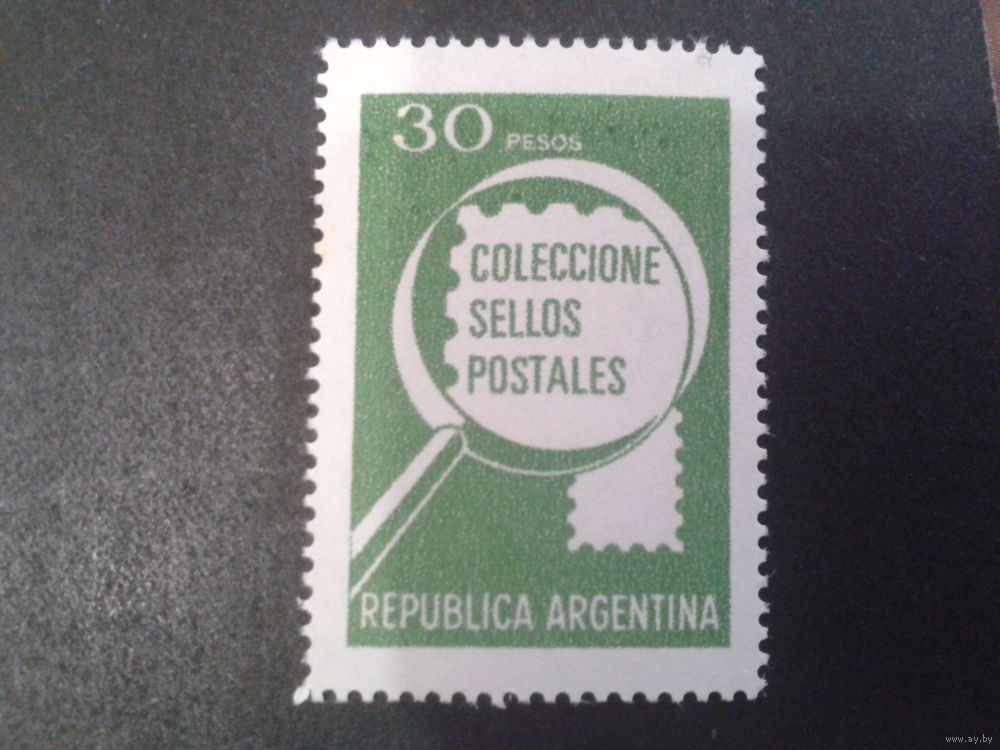 30 PESOS
COLECCIONE
SELLOS
POSTALES
REPUBLICA ARGENTINA
www.ay.by